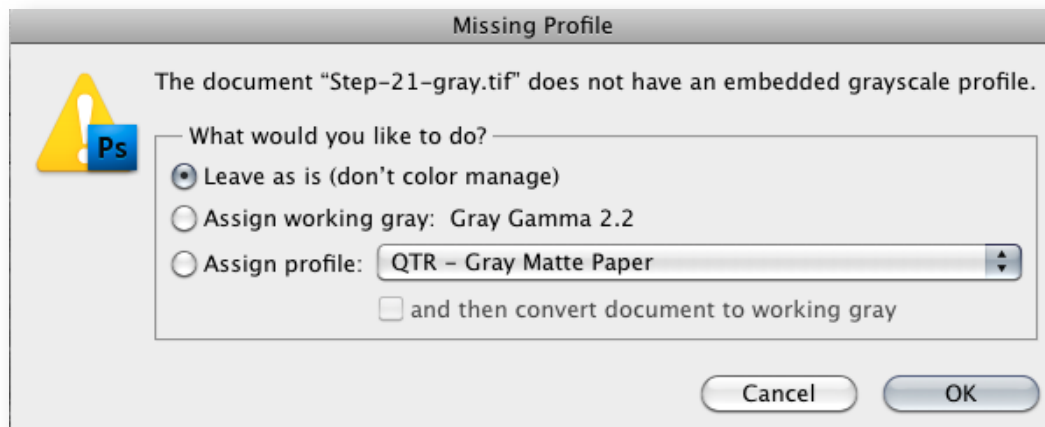 Missing Profile
The document “Step-21-gray.tif” does not have an embedded grayscale profile.
Ps
What would you like to do?
Leave as is (don’t color manage)
Assign working gray: Gray Gamma 2.2
Assign profile: QTR – Gray Matte Paper
and then convert document to working gray
Cancel OK